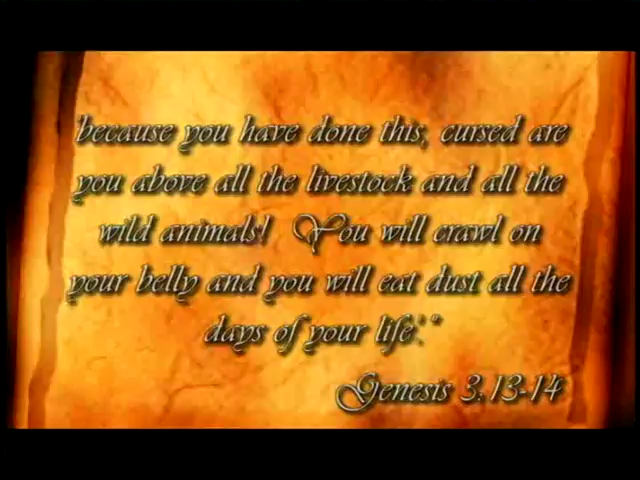 'because you have done this, cursed are
you above all the livestock and all the
wild animals! You will crawl on
your belly and you will eat dust all the
days of your life'."
Genesis 3:13-14